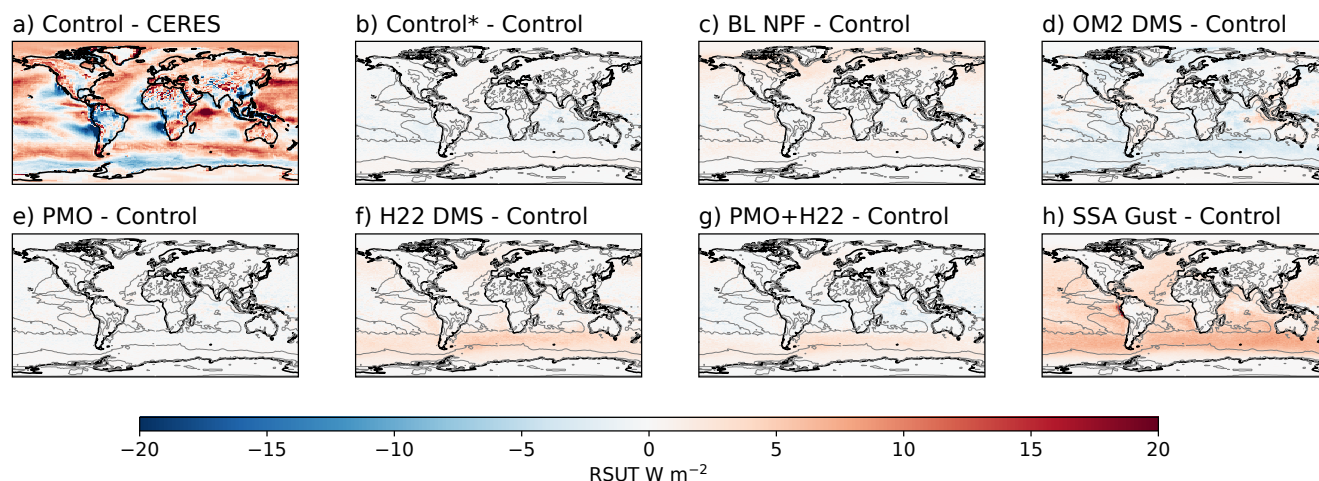 a) Control - CERES
b) Control* - Control
c) BL NPF - Control
d) OM2 DMS - Control
e) PMO - Control
f) H22 DMS - Control
g) PMO+H22 - Control
h) SSA Gust - Control
−20 −15 −10 −5 0 5 10 15 20
RSUT W m⁻²